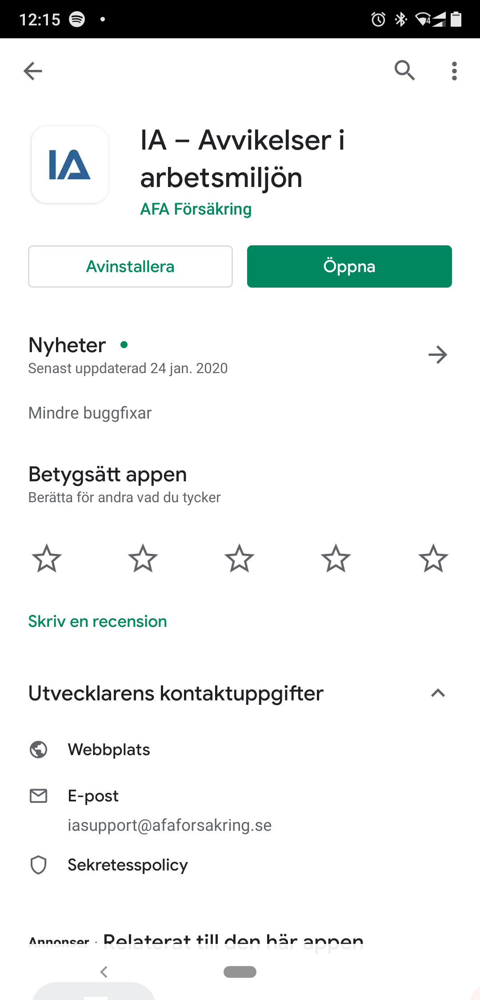 12:15
4
IA
IA – Avvikelser i
arbetsmiljön
AFA Försäkring
Avinstallera
Öppna
Nyheter
Senast uppdaterad 24 jan. 2020
Mindre buggfixar
Betygsätt appen
Berätta för andra vad du tycker
Skriv en recension
Utvecklarens kontaktuppgifter
Webbplats
E-post
iasupport@afaforsakring.se
Sekretesspolicy
Annonser · Relaterat till den här appen